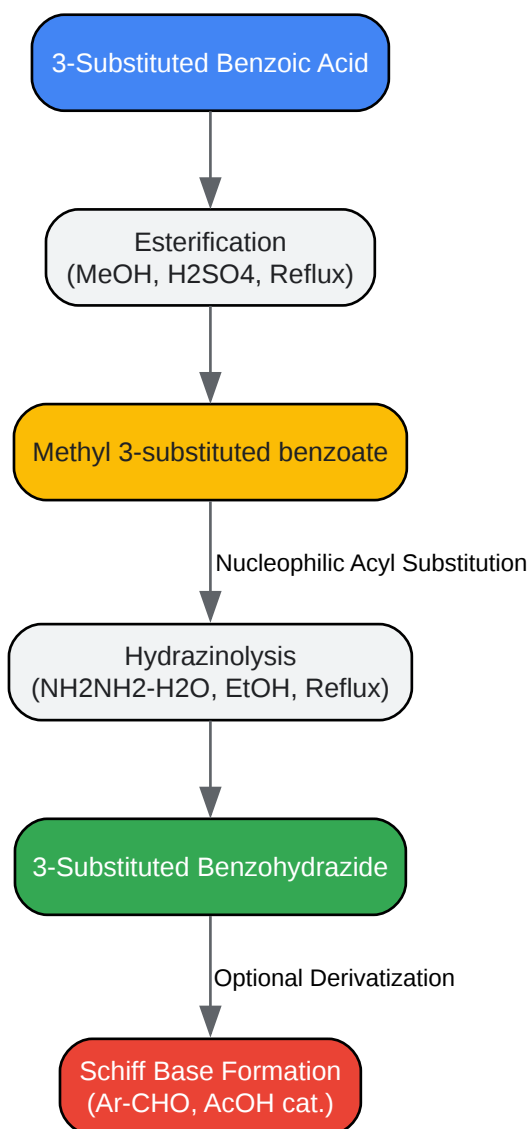 3-Substituted Benzoic Acid
Esterification
(MeOH, H2SO4, Reflux)
Methyl 3-substituted benzoate
Nucleophilic Acyl Substitution
Hydrazinolysis
(NH2NH2-H2O, EtOH, Reflux)
3-Substituted Benzohydrazide
Optional Derivatization
Schiff Base Formation
(Ar-CHO, AcOH cat.)